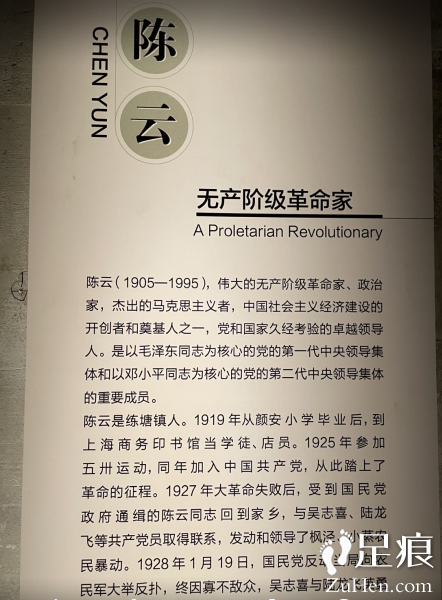 陈云
CHEN YUN
无产阶级革命家
A Proletarian Revolutionary
陈云(1905—1995),伟大的无产阶级革命家、政治
家,杰出的马克思主义者,中国社会主义经济建设的
开创者和奠基人之一,党和国家久经考验的卓越领导
人。是以毛泽东同志为核心的党的第一代中央领导集
体和以邓小平同志为核心的党的第二代中央领导集体
的重要成员。
陈云是练塘镇人。1919年从颜安小学毕业后,到
上海商务印书馆当学徒、店员。1925年参加
五卅运动,同年加入中国共产党,从此踏上了
革命的征程。1927年大革命失败后,受到国民党
政府通缉的陈云同志回到家乡,与吴志喜、陆龙
飞等共产党员取得联系,发动和领导了枫泾、小蒸农
民暴动。1928年1月19日,国民党反动当局向农
民军大举反扑,终因寡不敌众,吴志喜与陆龙飞英勇
足痕
ZuHen.com